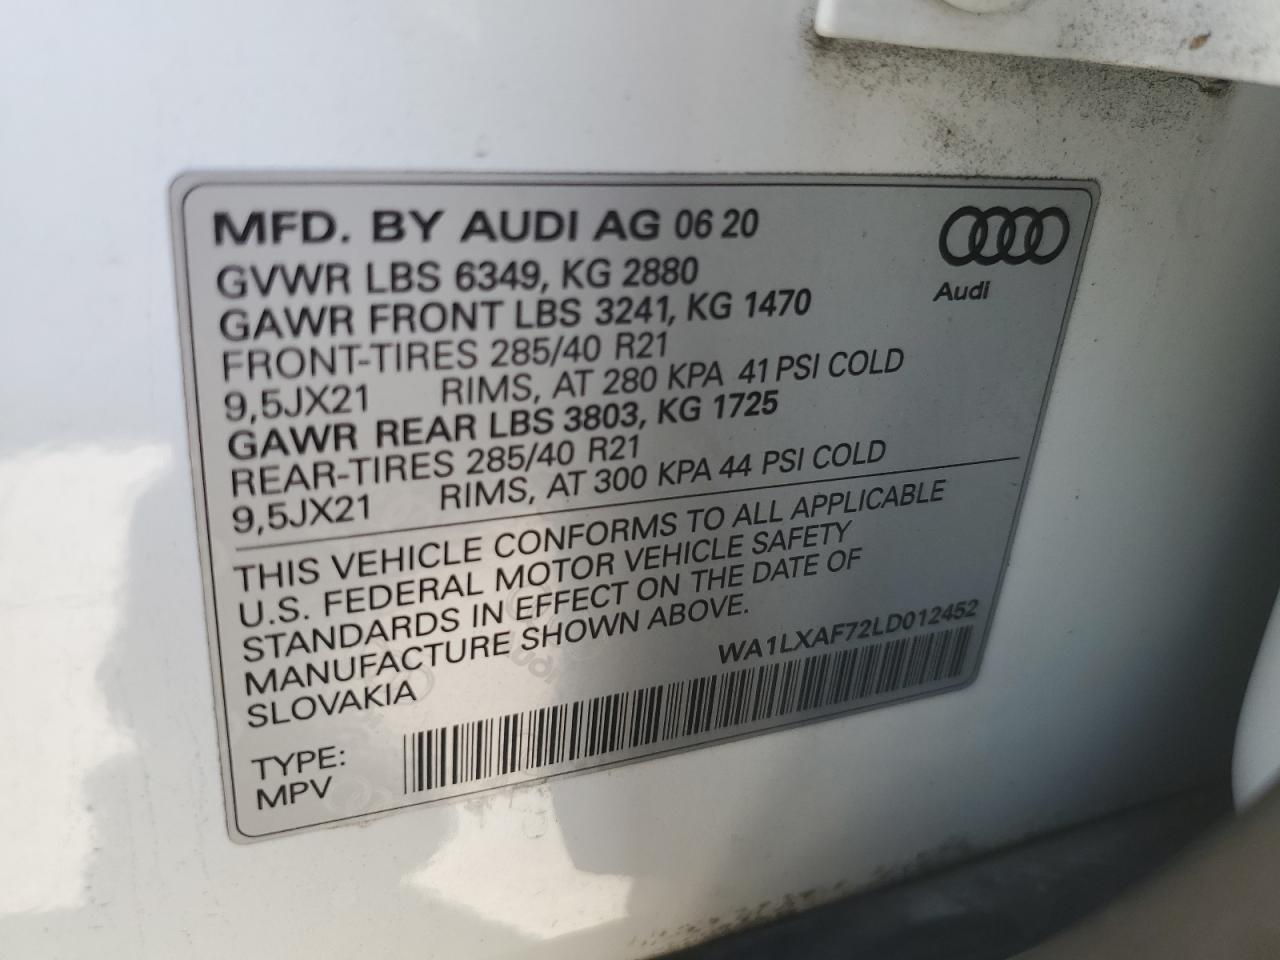 MFD. BY AUDI AG 06 20
Audi
GVWR LBS 6349, KG 2880
GAWR FRONT LBS 3241, KG 1470
FRONT-TIRES 285/40 R21
9,5JX21 RIMS, AT 280 KPA 41 PSI COLD
GAWR REAR LBS 3803, KG 1725
REAR-TIRES 285/40 R21
9,5JX21 RIMS, AT 300 KPA 44 PSI COLD
THIS VEHICLE CONFORMS TO ALL APPLICABLE
U.S. FEDERAL MOTOR VEHICLE SAFETY
STANDARDS IN EFFECT ON THE DATE OF
MANUFACTURE SHOWN ABOVE.
SLOVAKIA
WA1LXAF72LD012452
TYPE:
MPV